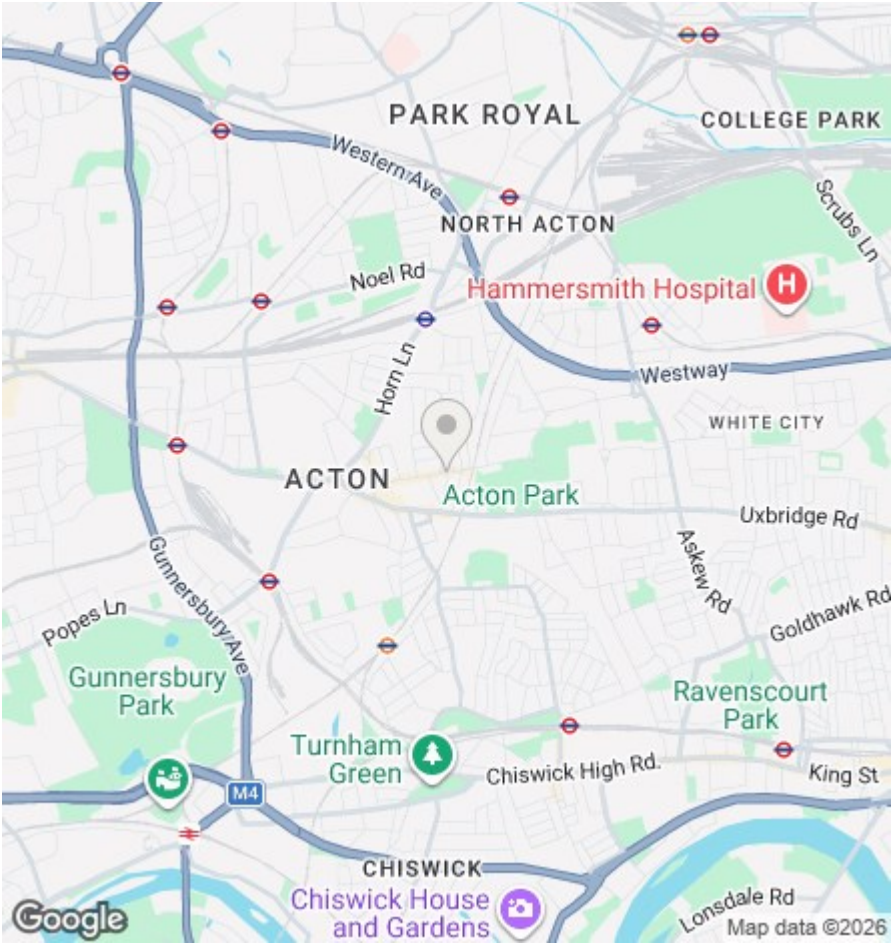 PARK ROYAL
COLLEGE PARK
Western Ave
Scrubs Ln
NORTH ACTON
Noel Rd
Hammersmith Hospital
H
Horn Ln
Westway
WHITE CITY
ACTON
Acton Park
Uxbridge Rd
Askew Rd
Gunnersbury Ave
Popes Ln
Goldhawk Rd
Gunnersbury
Park
Ravenscourt
Park
Turnham
Green
Chiswick High Rd.
King St
M4
CHISWICK
Chiswick House
and Gardens
Lonsdale Rd
Google
Map data ©2026